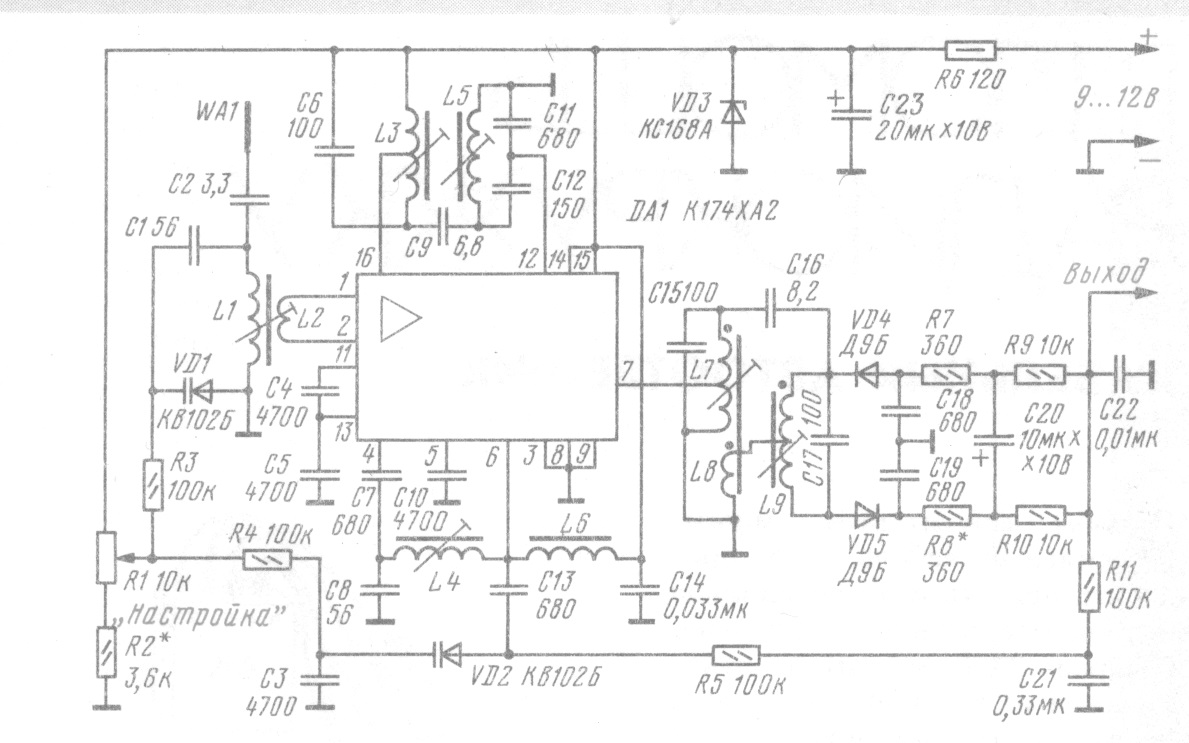 +
R6 120
9...12В
–
C6
100
L3
L5
C11
680
C12
150
VD3
КС168А
+
C23
20мк×10В
WA1
C2 3,3
C1 56
C9
6,8
DA1 К174ХА2
16
12
14
15
L1
L2
1
2
11
13
C4
4700
C5
4700
VD1
КВ102Б
4
5
6
3
8
9
7
C15 100
C16
8,2
L7
L8
L9
C17
100
VD4
Д9Б
R7
360
R9 10к
Выход
C18
680
C19
680
C20
10мк×
×10В
+
C22
0,01мк
R3
100к
C7
680
C10
4700
L4
L6
R4 100к
R1 10к
„Настройка”
R2*
3,6к
C8
56
C13
680
C14
0,033мк
VD5
Д9Б
R8*
360
R10 10к
R11
100к
C3
4700
VD2 КВ102Б
R5 100к
C21
0,33мк